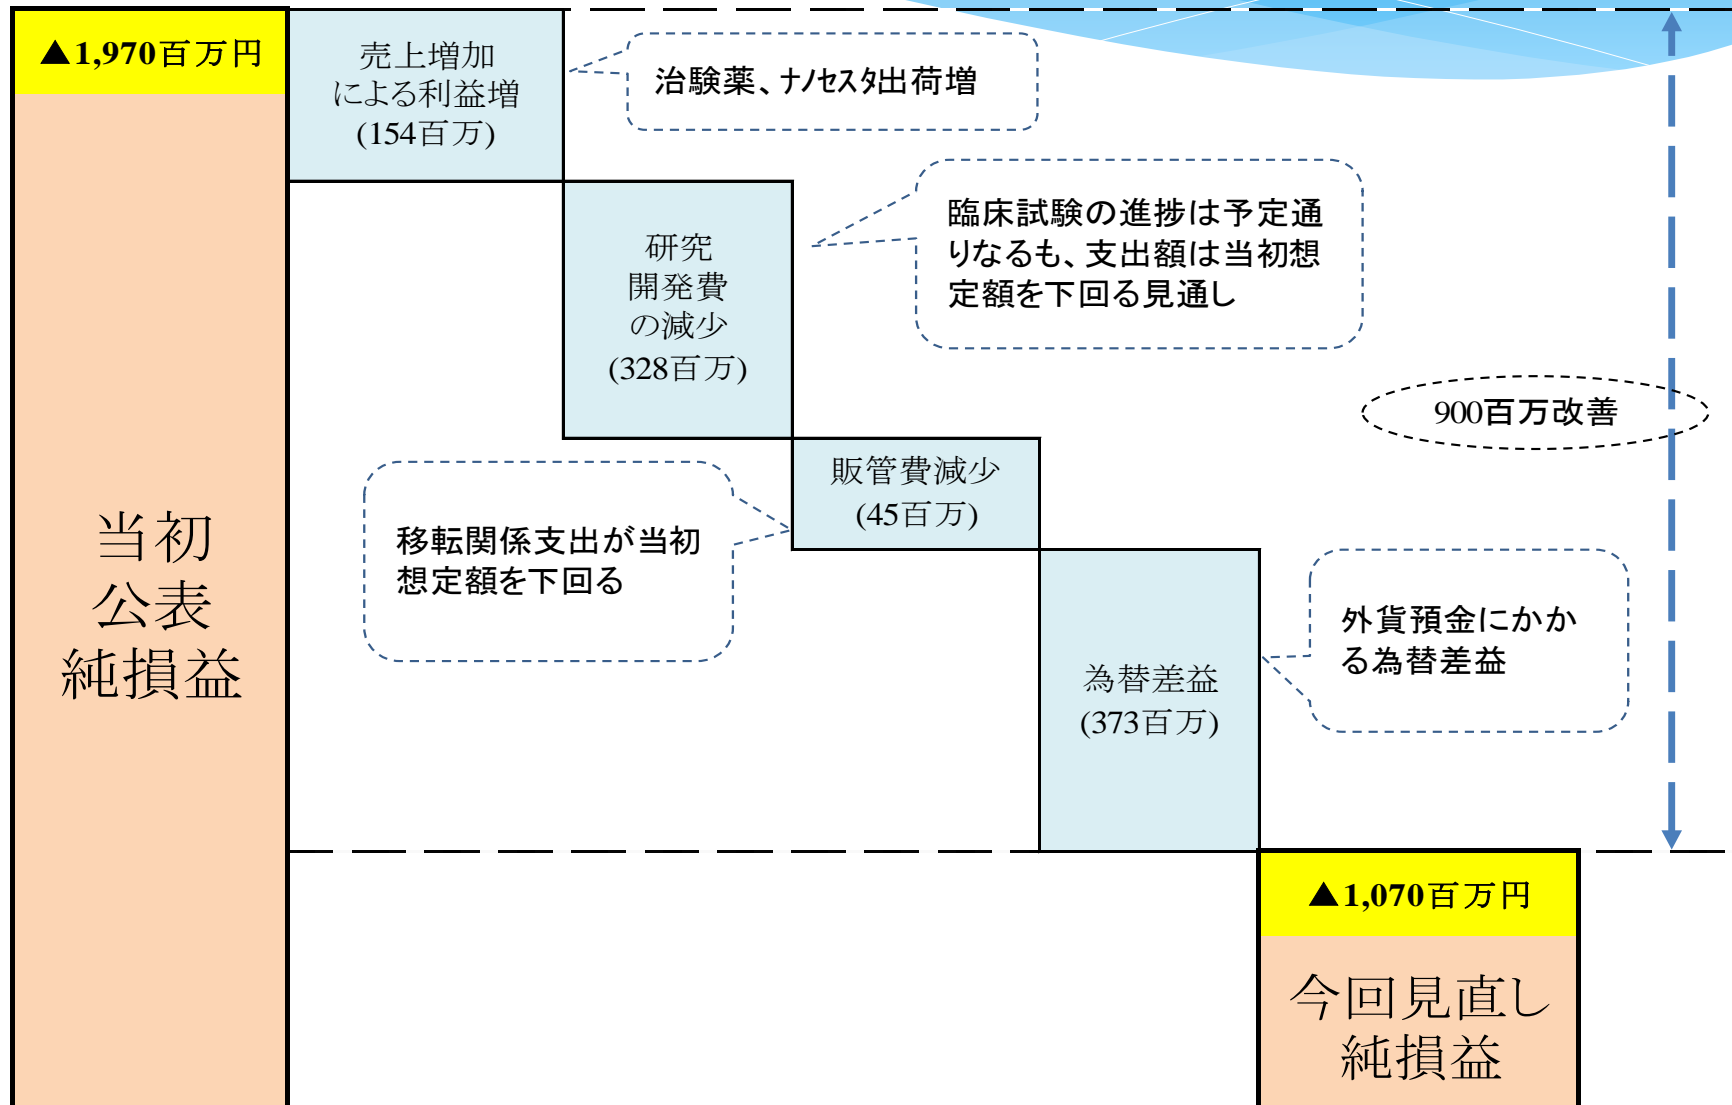 ▲1,970百万円
売上増加
による利益増
(154百万)
治験薬、ﾅﾉｾｽﾀ出荷増
研究
開発費
の減少
(328百万)
臨床試験の進捗は予定通
りなるも、支出額は当初想
定額を下回る見通し
900百万改善
販管費減少
(45百万)
移転関係支出が当初
想定額を下回る
当初
公表
純損益
為替差益
(373百万)
外貨預金にかか
る為替差益
▲1,070百万円
今回見直し
純損益